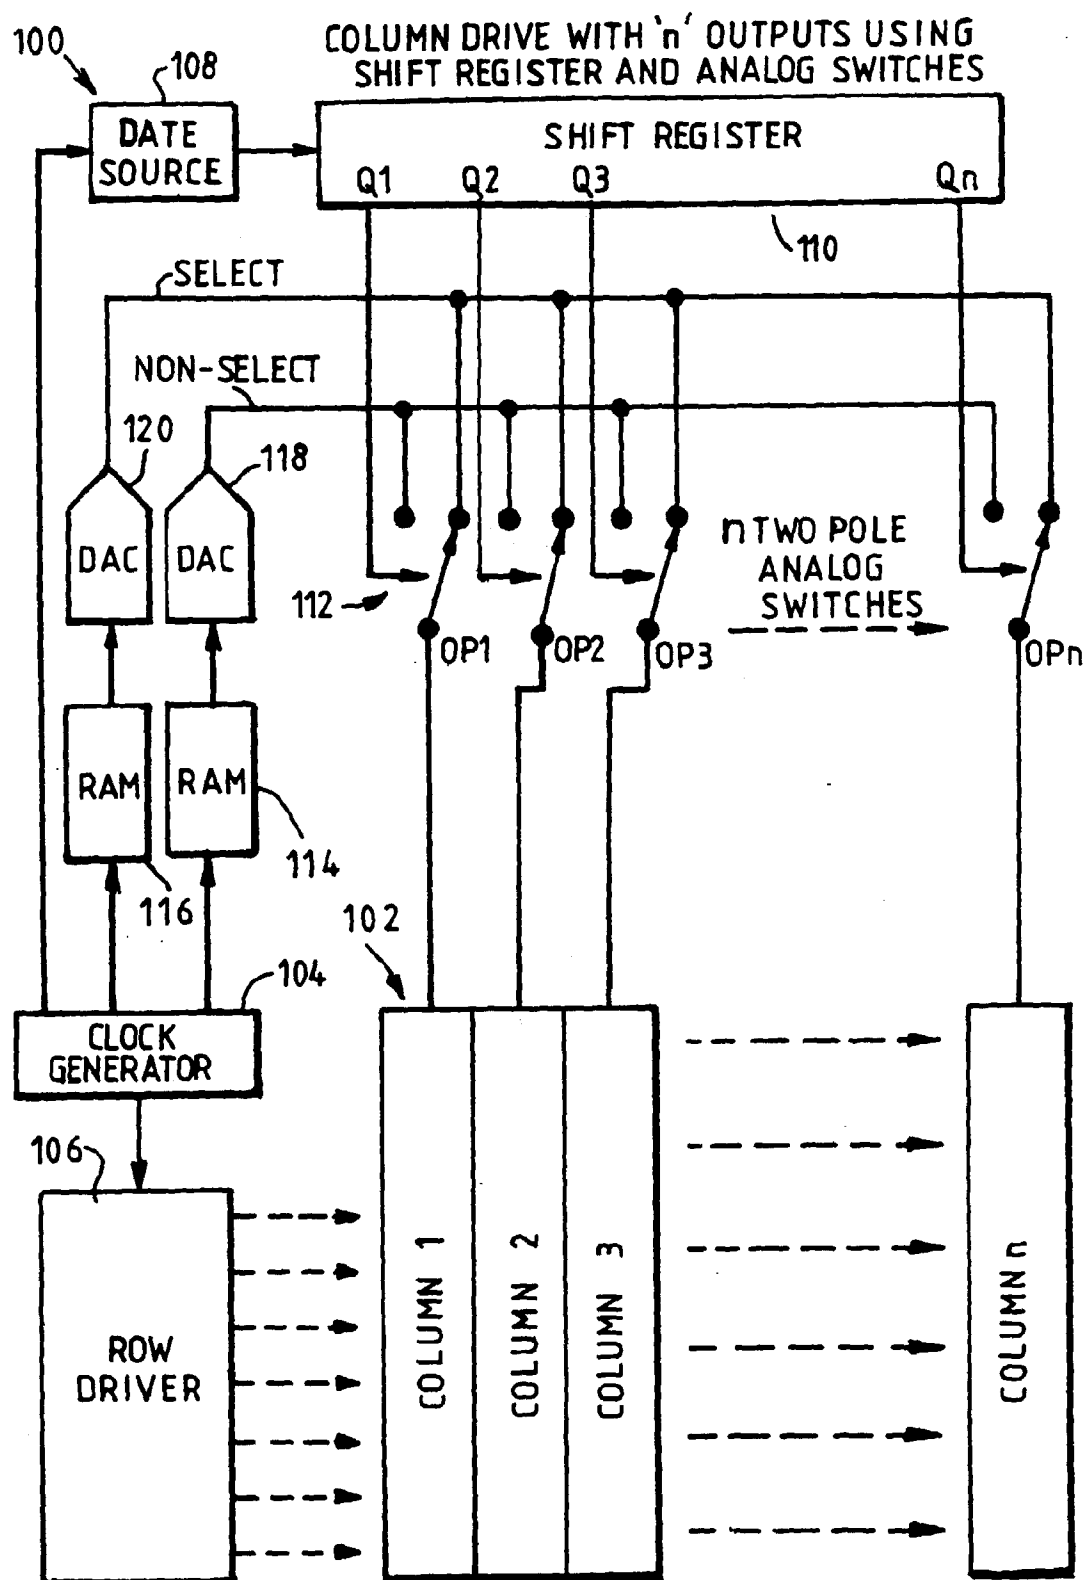 COLUMN DRIVE WITH 'n' OUTPUTS USING
SHIFT REGISTER AND ANALOG SWITCHES
100
108
DATE
SOURCE
SHIFT REGISTER
Q1 Q2 Q3 Qn
110
SELECT
NON-SELECT
120
118
DAC DAC
112
n TWO POLE
ANALOG
SWITCHES
OP1 OP2 OP3 OPn
RAM RAM
114
116
102
104
CLOCK
GENERATOR
106
ROW
DRIVER
COLUMN 1
COLUMN 2
COLUMN 3
COLUMN n